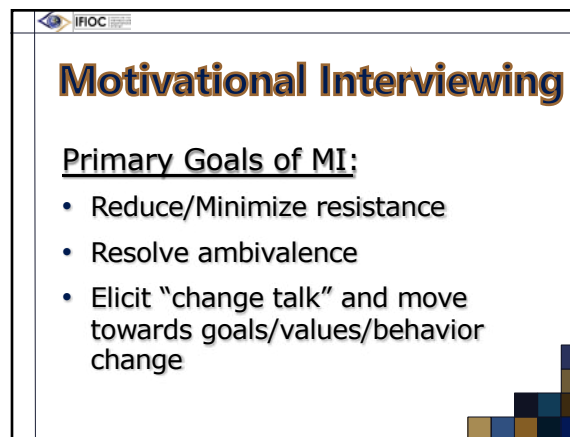 IFIOC
Motivational Interviewing
Primary Goals of MI:
• Reduce/Minimize resistance
• Resolve ambivalence
• Elicit “change talk” and move
towards goals/values/behavior
change